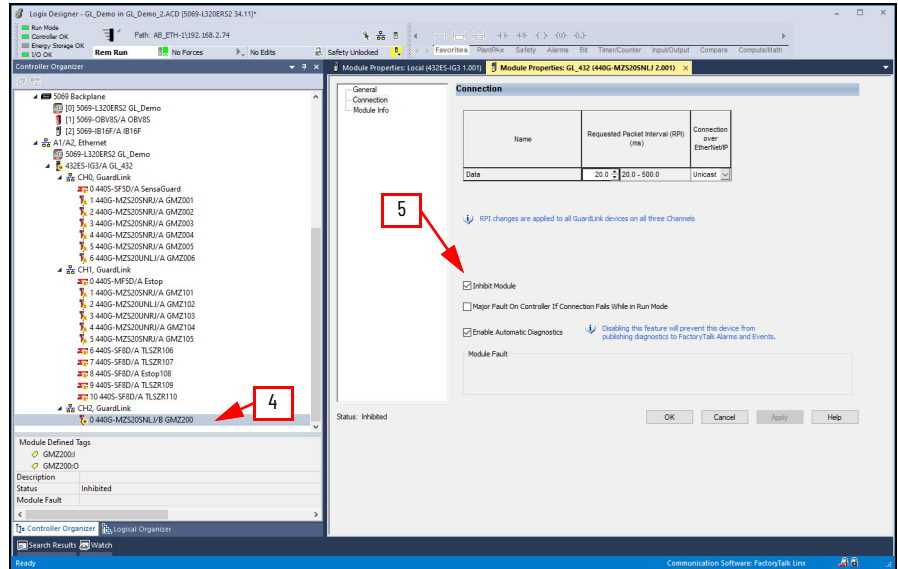 Logix Designer - GL_Demo in GL_Demo_2.ACD [5069-L320ERS2 34.11]*
Run Mode
Controller OK
Energy Storage OK
I/O OK
Path: AB_ETH-1\192.168.2.74
Rem Run
No Forces
No Edits
Safety Unlocked
Favorites PlantPAx Safety Alarms Bit Timer/Counter Input/Output Compare Compute/Math
Controller Organizer
5069 Backplane
[0] 5069-L320ERS2 GL_Demo
[1] 5069-OBV8S/A OBV8S
[2] 5069-IB16F/A IB16F
A1/A2, Ethernet
5069-L320ERS2 GL_Demo
432ES-IG3/A GL_432
CH0, GuardLink
0 440S-SF5D/A SensaGuard
1 440G-MZS20SNRJ/A GMZ001
2 440G-MZS20SNRJ/A GMZ002
3 440G-MZS20SNRJ/A GMZ003
4 440G-MZS20SNRJ/A GMZ004
5 440G-MZS20SNRJ/A GMZ005
6 440G-MZS20UNLJ/A GMZ006
CH1, GuardLink
0 440S-MF5D/A Estop
1 440G-MZS20SNRJ/A GMZ101
2 440G-MZS20UNLJ/A GMZ102
3 440G-MZS20UNRJ/A GMZ103
4 440G-MZS20UNRJ/A GMZ104
5 440G-MZS20SNRJ/A GMZ105
6 440S-SF8D/A TLSZR106
7 440S-SF8D/A TLSZR107
8 440S-SF8D/A Estop108
9 440S-SF8D/A TLSZR109
10 440S-SF8D/A TLSZR110
CH2, GuardLink
0 440G-MZS20SNLJ/B GMZ200
4
Module Defined Tags
GMZ200:I
GMZ200:O
Description
Status Inhibited
Module Fault
Controller Organizer Logical Organizer
Search Results Watch
Ready
Module Properties: Local (432ES-IG3 1.001) Module Properties: GL_432 (440G-MZS20SNLJ 2.001)
General
Connection
Module Info
Connection
Name
Requested Packet Interval (RPI)
(ms)
Connection
over
EtherNet/IP
Data 20.0 20.0 - 500.0 Unicast
5
RPI changes are applied to all GuardLink devices on all three Channels
Inhibit Module
Major Fault On Controller If Connection Fails While in Run Mode
Enable Automatic Diagnostics
Disabling this feature will prevent this device from
publishing diagnostics to FactoryTalk Alarms and Events.
Module Fault
Status: Inhibited
OK Cancel Apply Help
Communication Software: FactoryTalk Linx